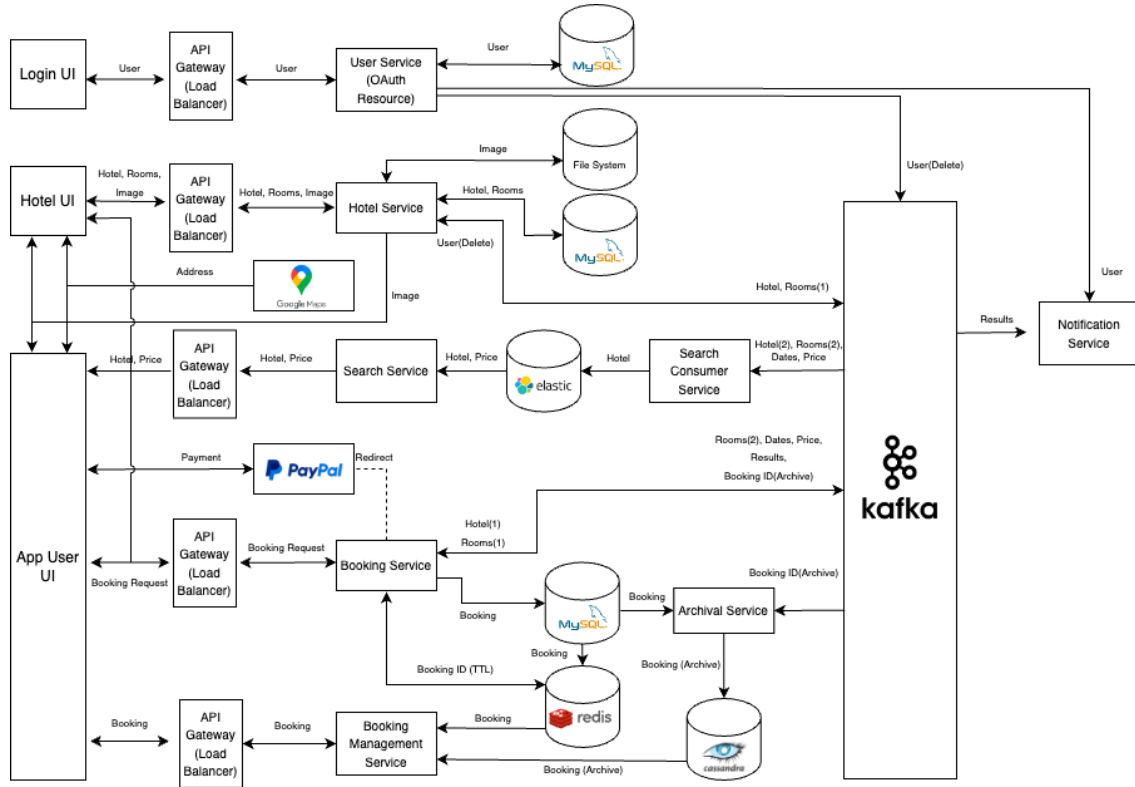 Login UI
User
API
Gateway
(Load
Balancer)
User
User Service
(OAuth
Resource)
User
MySQL
User(Delete)
Image
File System
Hotel UI
Hotel, Rooms,
Image
API
Gateway
(Load
Balancer)
Hotel, Rooms, Image
Hotel Service
Hotel, Rooms
MySQL
User(Delete)
Address
Google Maps
Image
Hotel, Rooms(1)
User
Results
Notification
Service
Hotel, Price
API
Gateway
(Load
Balancer)
Hotel, Price
Search Service
Hotel, Price
elastic
Hotel
Search
Consumer
Service
Hotel(2), Rooms(2),
Dates, Price
kafka
App User
UI
Payment
PayPal
Redirect
Rooms(2), Dates, Price,
Results,
Booking ID(Archive)
Hotel(1)
Rooms(1)
Booking Request
API
Gateway
(Load
Balancer)
Booking Request
Booking Service
Booking
MySQL
Booking
Archival Service
Booking ID(Archive)
Booking
Booking (Archive)
Booking ID (TTL)
redis
Booking
API
Gateway
(Load
Balancer)
Booking
Booking
Management
Service
Booking
Booking (Archive)
cassandra